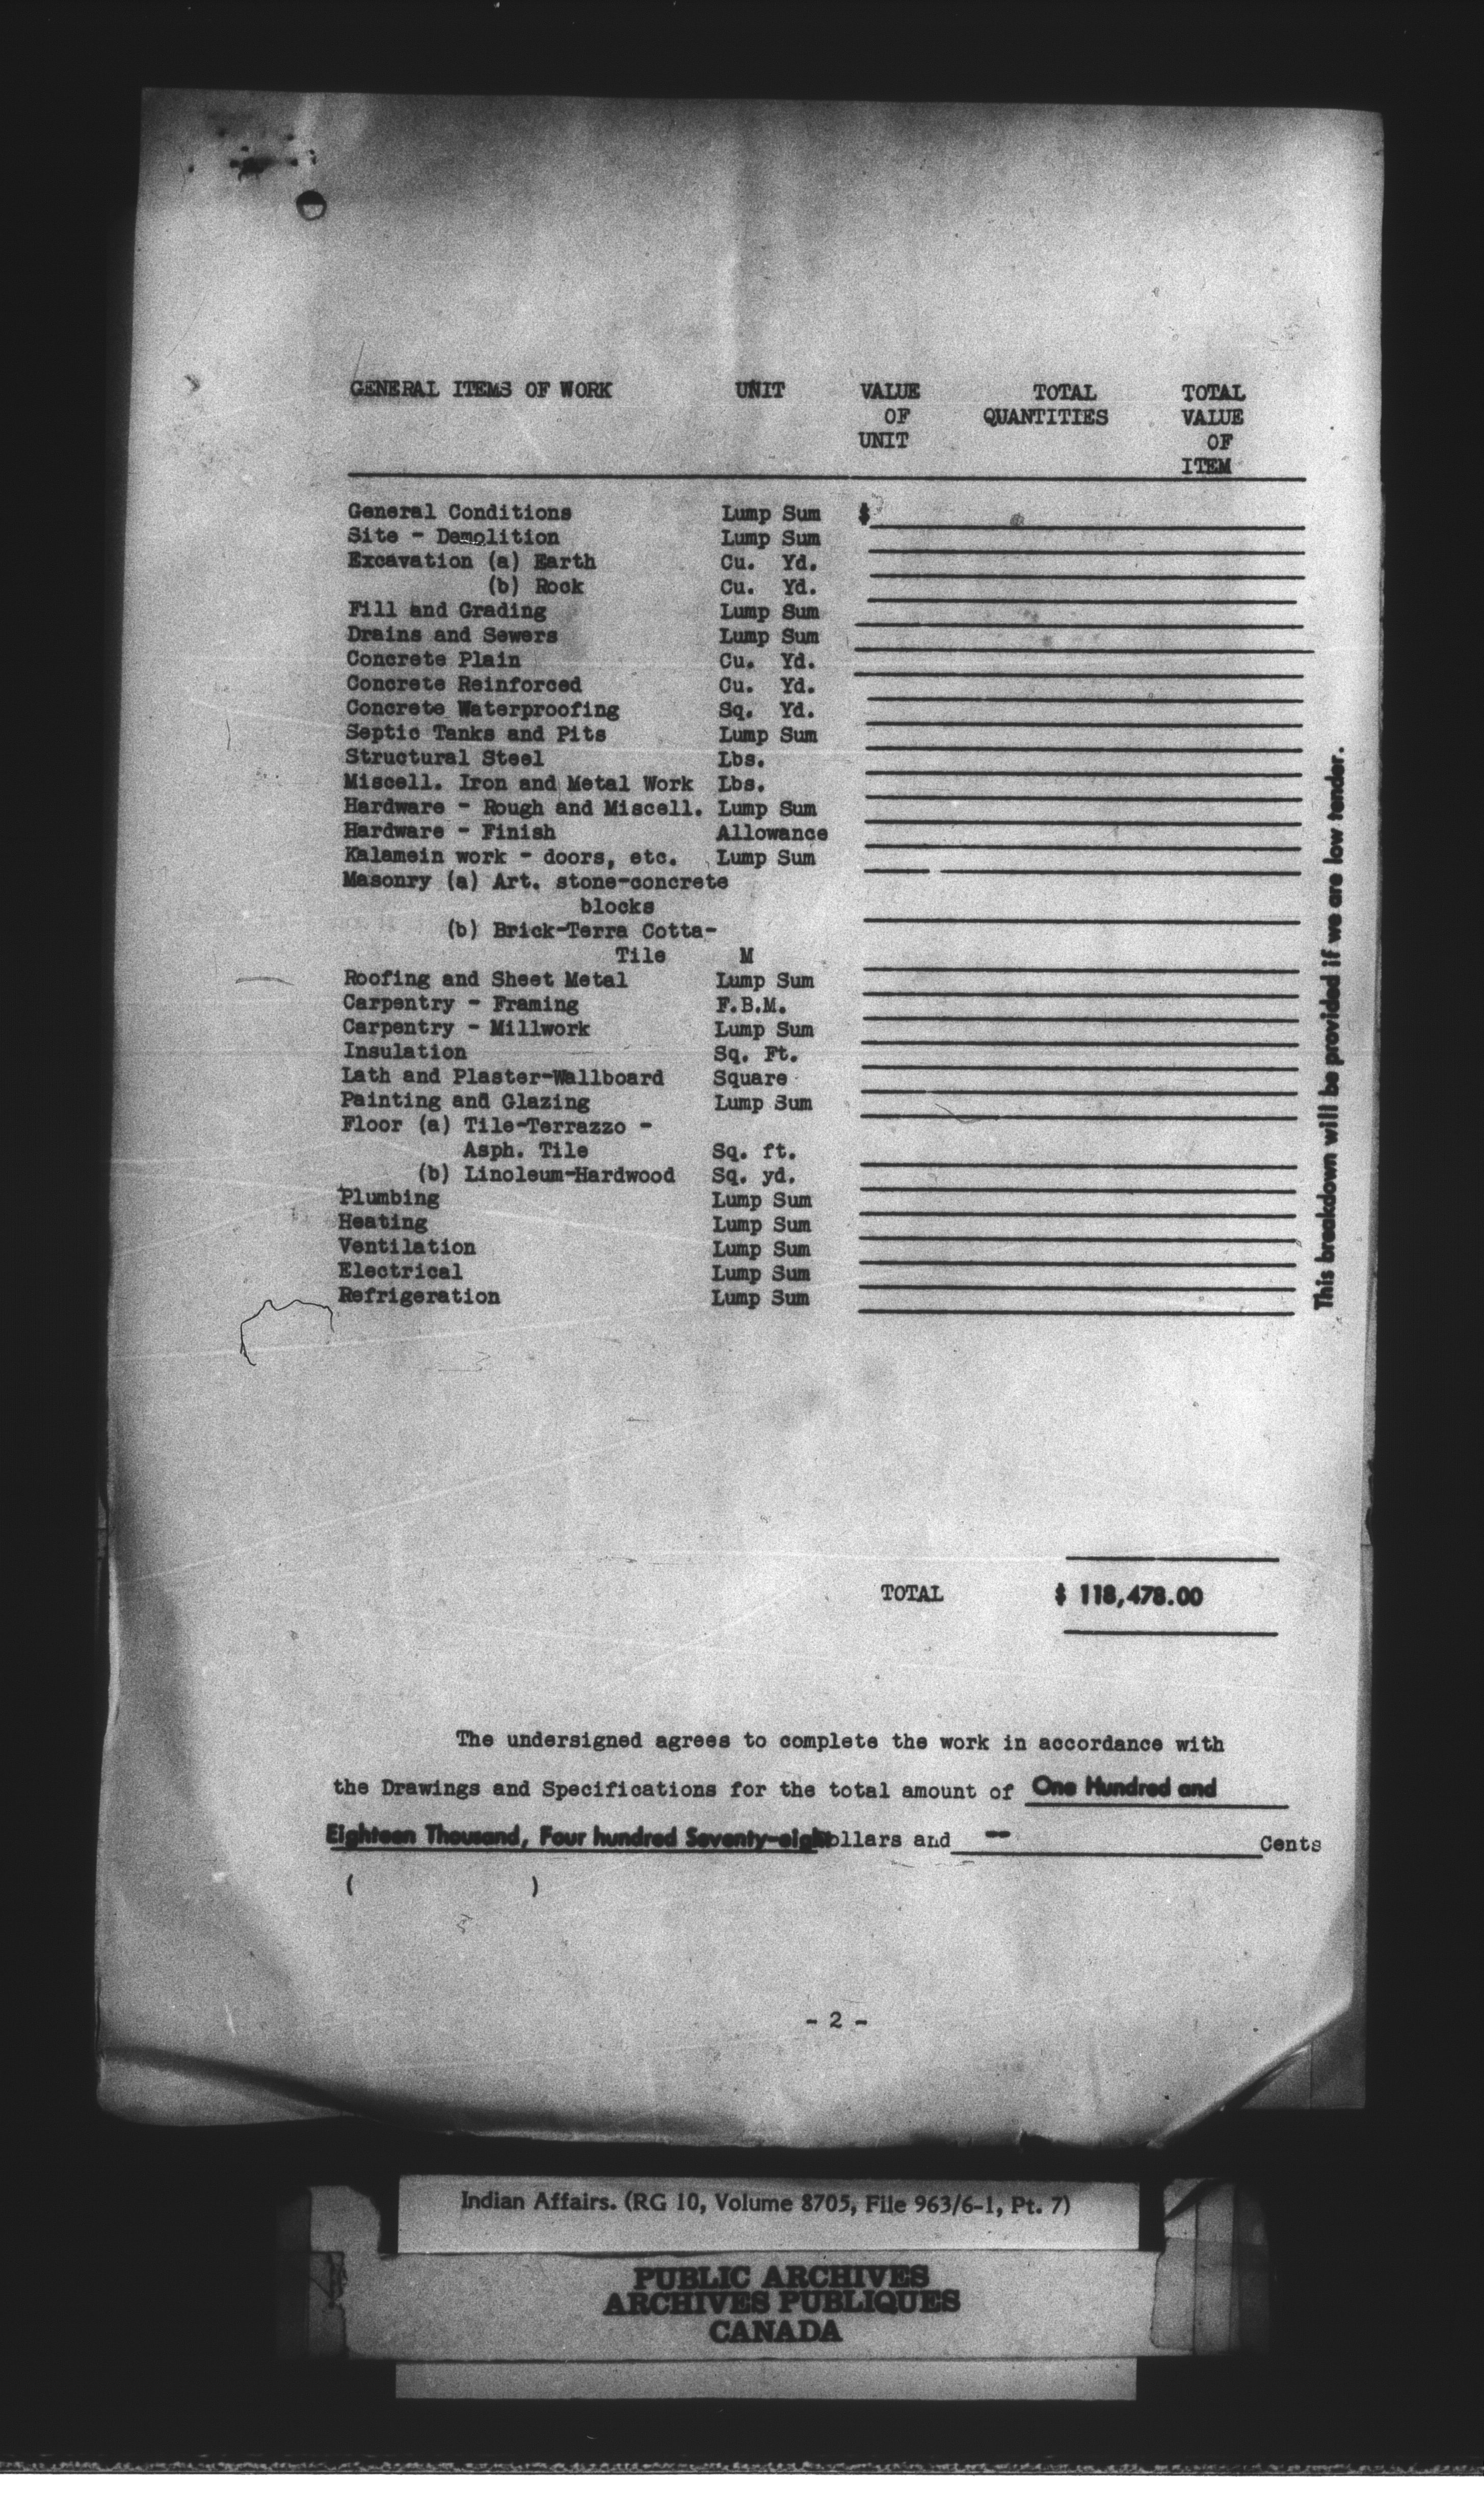 GENERAL ITEMS OF WORK UNIT VALUE TOTAL TOTAL
OF QUANTITIES VALUE
UNIT OF
ITEM
General Conditions Lump Sum $
Site - Demolition Lump Sum
Excavation (a) Earth Cu. Yd.
(b) Rock Cu. Yd.
Fill and Grading Lump Sum
Drains and Sewers Lump Sum
Concrete Plain Cu. Yd.
Concrete Reinforced Cu. Yd.
Concrete Waterproofing Sq. Yd.
Septic Tanks and Pits Lump Sum
Structural Steel Lbs.
Miscell. Iron and Metal Work Lbs.
Hardware - Rough and Miscell. Lump Sum
Hardware - Finish Allowance
Kalamein work - doors, etc. Lump Sum
Masonry (a) Art. stone-concrete
blocks
(b) Brick-Terra Cotta-
Tile M
Roofing and Sheet Metal Lump Sum
Carpentry - Framing F.B.M.
Carpentry - Millwork Lump Sum
Insulation Sq. Ft.
Lath and Plaster-Wallboard Square
Painting and Glazing Lump Sum
Floor (a) Tile-Terrazzo -
Asph. Tile Sq. ft.
(b) Linoleum-Hardwood Sq. yd.
Plumbing Lump Sum
Heating Lump Sum
Ventilation Lump Sum
Electrical Lump Sum
Refrigeration Lump Sum
This breakdown will be provided if we are low tender.
TOTAL $ 118,478.00
The undersigned agrees to complete the work in accordance with
the Drawings and Specifications for the total amount of One Hundred and
Eighteen Thousand, Four hundred Seventy-eight Dollars and -- Cents
( )
- 2 -
Indian Affairs. (RG 10, Volume 8705, File 963/6-1, Pt. 7)
PUBLIC ARCHIVES
ARCHIVES PUBLIQUES
CANADA